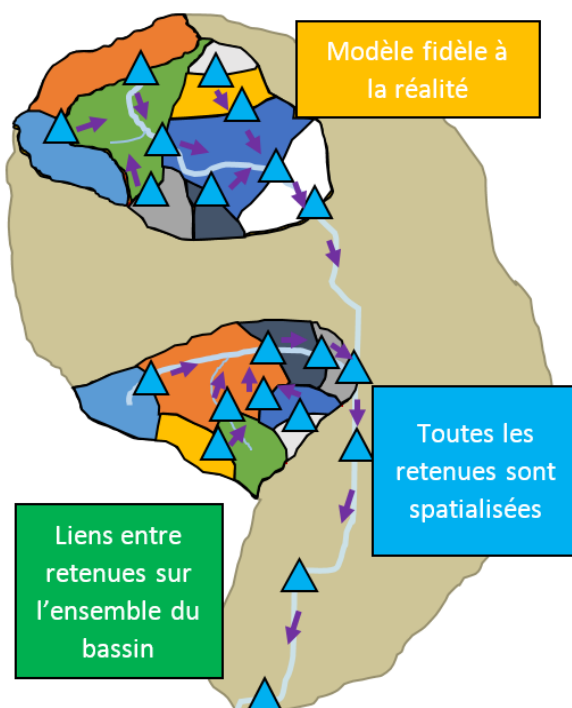 Modèle fidèle à
la réalité
Toutes les
retenues sont
spatialisées
Liens entre
retenues sur
l’ensemble du
bassin